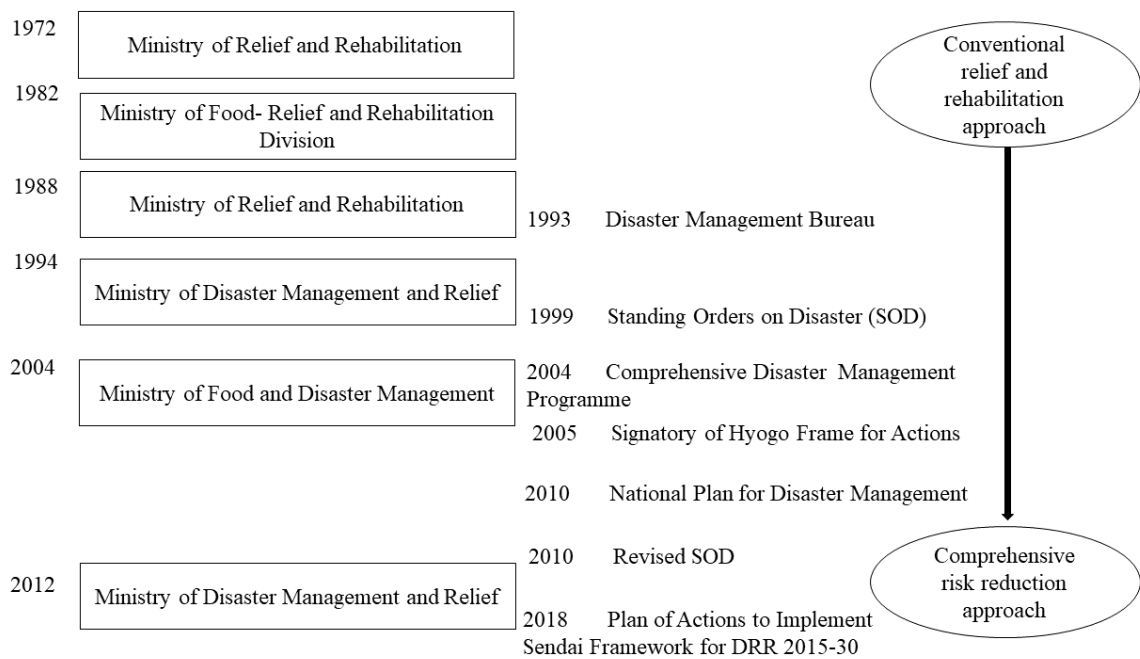 1972
Ministry of Relief and Rehabilitation
1982
Ministry of Food- Relief and Rehabilitation
Division
1988
Ministry of Relief and Rehabilitation
1993 Disaster Management Bureau
1994
Ministry of Disaster Management and Relief
1999 Standing Orders on Disaster (SOD)
2004
Ministry of Food and Disaster Management
2004 Comprehensive Disaster Management
Programme
2005 Signatory of Hyogo Frame for Actions
2010 National Plan for Disaster Management
2010 Revised SOD
2012
Ministry of Disaster Management and Relief
2018 Plan of Actions to Implement
Sendai Framework for DRR 2015-30
Conventional
relief and
rehabilitation
approach
Comprehensive
risk reduction
approach